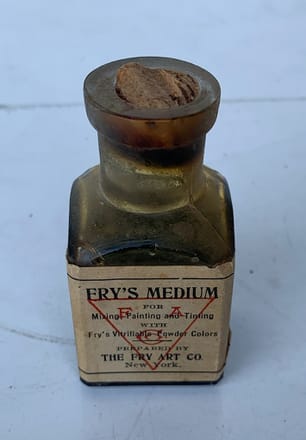 FRY'S MEDIUM
FOR
Mixing, Painting and Tinting
WITH
Fry's Vitrifiable Powder Colors
PREPARED BY
THE FRY ART CO.
New York.